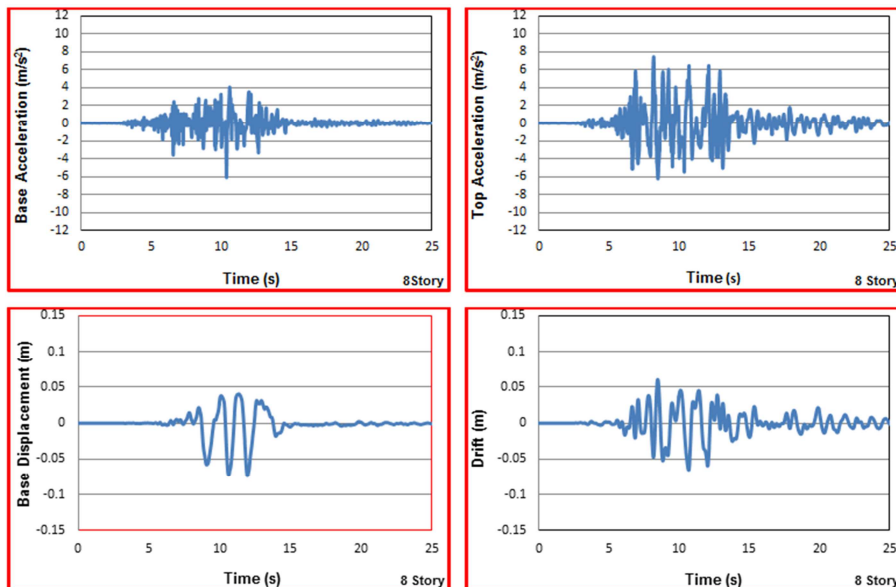 Base Acceleration (m/s²)
12
10
8
6
4
2
0
-2
-4
-6
-8
-10
-12
0 5 10 15 20 25
Time (s)
8Story
Top Acceleration (m/s²)
12
10
8
6
4
2
0
-2
-4
-6
-8
-10
-12
0 5 10 15 20 25
Time (s)
8 Story
Base Displacement (m)
0.15
0.1
0.05
0
-0.05
-0.1
-0.15
0 5 10 15 20 25
Time (s)
8 Story
Drift (m)
0.15
0.1
0.05
0
-0.05
-0.1
-0.15
0 5 10 15 20 25
Time (s)
8 Story